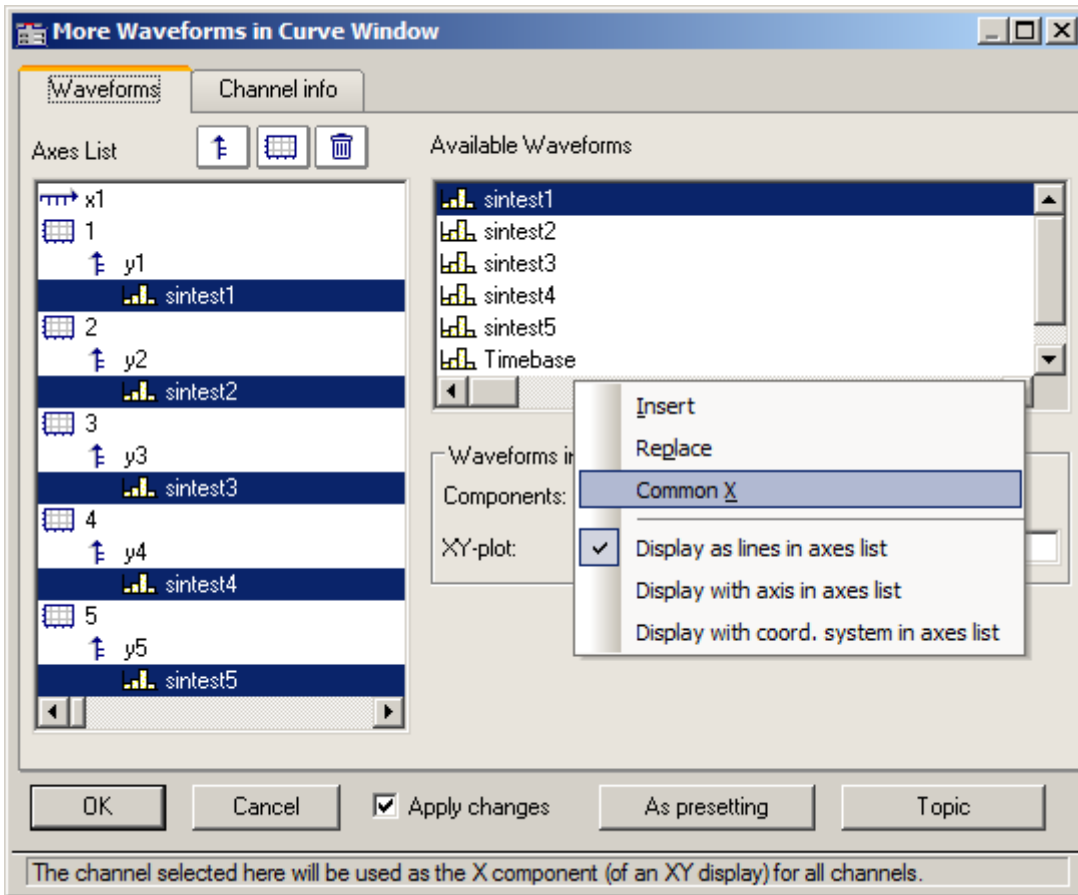 More Waveforms in Curve Window
Waveforms
Channel info
Axes List
Available Waveforms
x1
1
y1
sintest1
2
y2
sintest2
3
y3
sintest3
4
y4
sintest4
5
y5
sintest5
sintest1
sintest2
sintest3
sintest4
sintest5
Timebase
Waveforms
Components:
XY-plot:
Insert
Replace
Common X
Display as lines in axes list
Display with axis in axes list
Display with coord. system in axes list
OK
Cancel
Apply changes
As presetting
Topic
The channel selected here will be used as the X component (of an XY display) for all channels.